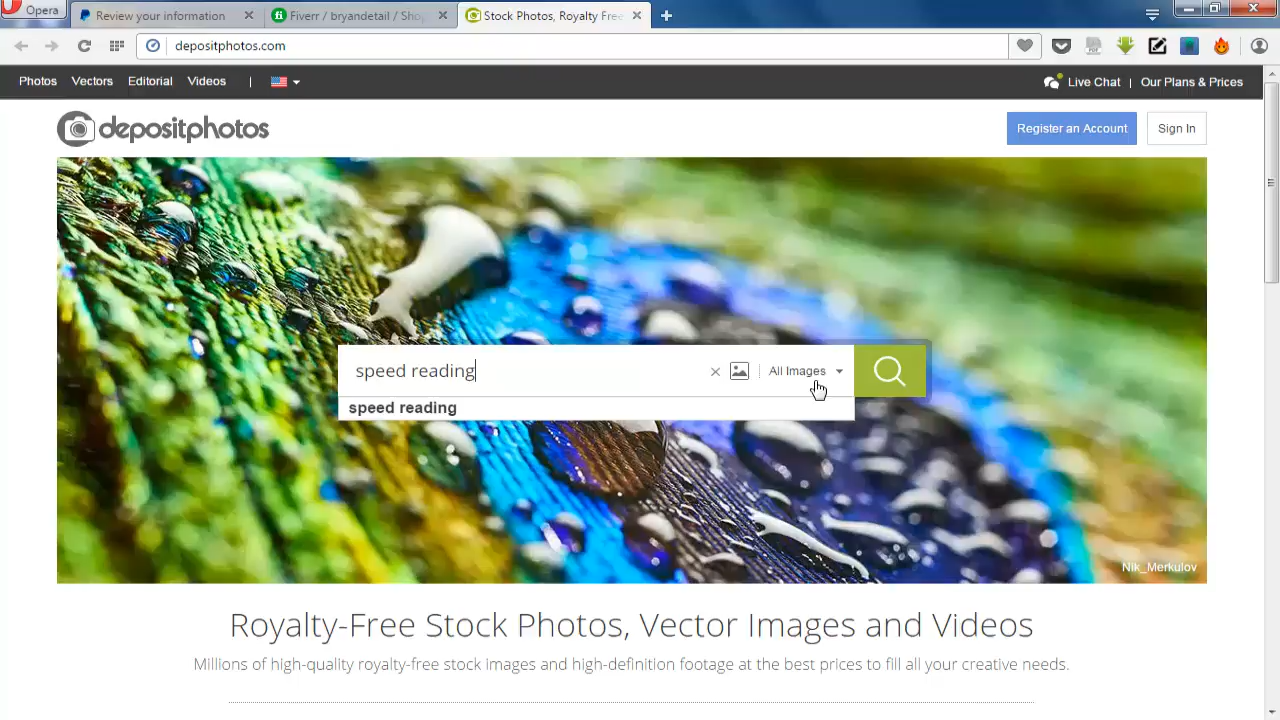 Opera
Review your information
Fiverr / bryandetail / Shop
Stock Photos, Royalty Free
depositphotos.com
Photos Vectors Editorial Videos
Live Chat | Our Plans & Prices
depositphotos
Register an Account
Sign In
speed reading
All Images
speed reading
Nik_Merkulov
Royalty-Free Stock Photos, Vector Images and Videos
Millions of high-quality royalty-free stock images and high-definition footage at the best prices to fill all your creative needs.